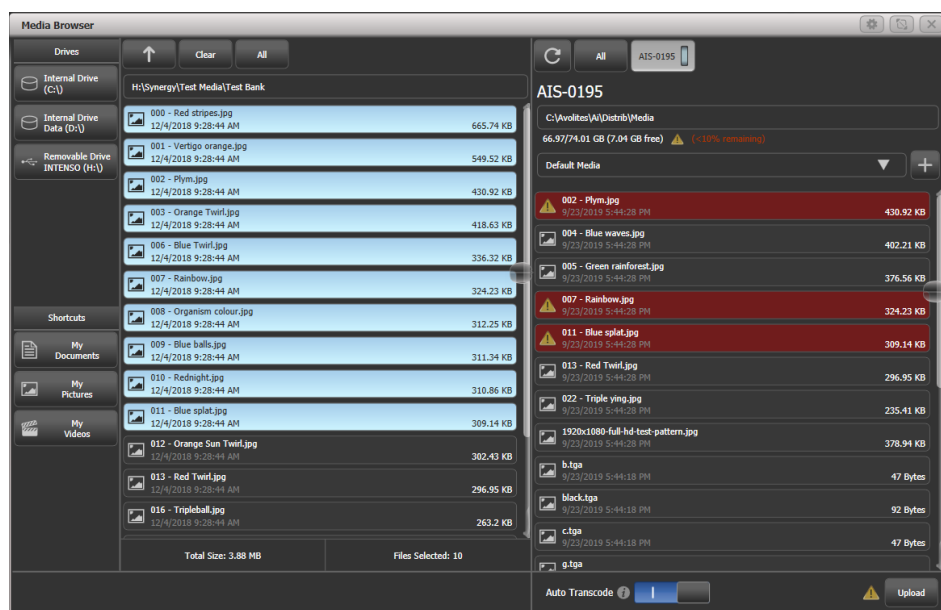 Media Browser
Drives
Internal Drive
(C:\)
Internal Drive
Data (D:\)
Removable Drive
INTENSO (H:\)
Shortcuts
My
Documents
My
Pictures
My
Videos
Clear
All
H:\Synergy\Test Media\Test Bank
000 - Red stripes.jpg
12/4/2018 9:28:44 AM 665.74 KB
001 - Vertigo orange.jpg
12/4/2018 9:28:44 AM 549.52 KB
002 - Plym.jpg
12/4/2018 9:28:44 AM 430.92 KB
003 - Orange Twirl.jpg
12/4/2018 9:28:44 AM 418.63 KB
006 - Blue Twirl.jpg
12/4/2018 9:28:44 AM 336.32 KB
007 - Rainbow.jpg
12/4/2018 9:28:44 AM 324.23 KB
008 - Organism colour.jpg
12/4/2018 9:28:44 AM 312.25 KB
009 - Blue balls.jpg
12/4/2018 9:28:44 AM 311.34 KB
010 - Rednight.jpg
12/4/2018 9:28:44 AM 310.86 KB
011 - Blue splat.jpg
12/4/2018 9:28:44 AM 309.14 KB
012 - Orange Sun Twirl.jpg
12/4/2018 9:28:44 AM 302.43 KB
013 - Red Twirl.jpg
12/4/2018 9:28:44 AM 296.95 KB
016 - Tripleball.jpg
12/4/2018 9:28:44 AM 263.2 KB
Total Size: 3.88 MB
Files Selected: 10
All
AIS-0195
AIS-0195
C:\Avolites\Ai\Distrib\Media
66.97/74.01 GB (7.04 GB free) (<10% remaining)
Default Media
002 - Plym.jpg
9/23/2019 5:44:28 PM 430.92 KB
004 - Blue waves.jpg
9/23/2019 5:44:28 PM 402.21 KB
005 - Green rainforest.jpg
9/23/2019 5:44:28 PM 376.56 KB
007 - Rainbow.jpg
9/23/2019 5:44:28 PM 324.23 KB
011 - Blue splat.jpg
9/23/2019 5:44:28 PM 309.14 KB
013 - Red Twirl.jpg
9/23/2019 5:44:28 PM 296.95 KB
022 - Triple ying.jpg
9/23/2019 5:44:28 PM 235.41 KB
1920x1080-full-hd-test-pattern.jpg
9/23/2019 5:44:28 PM 378.94 KB
b.tga
9/23/2019 5:44:18 PM 47 Bytes
black.tga
9/23/2019 5:44:18 PM 92 Bytes
c.tga
9/23/2019 5:44:18 PM 47 Bytes
g.tga
Auto Transcode
Upload